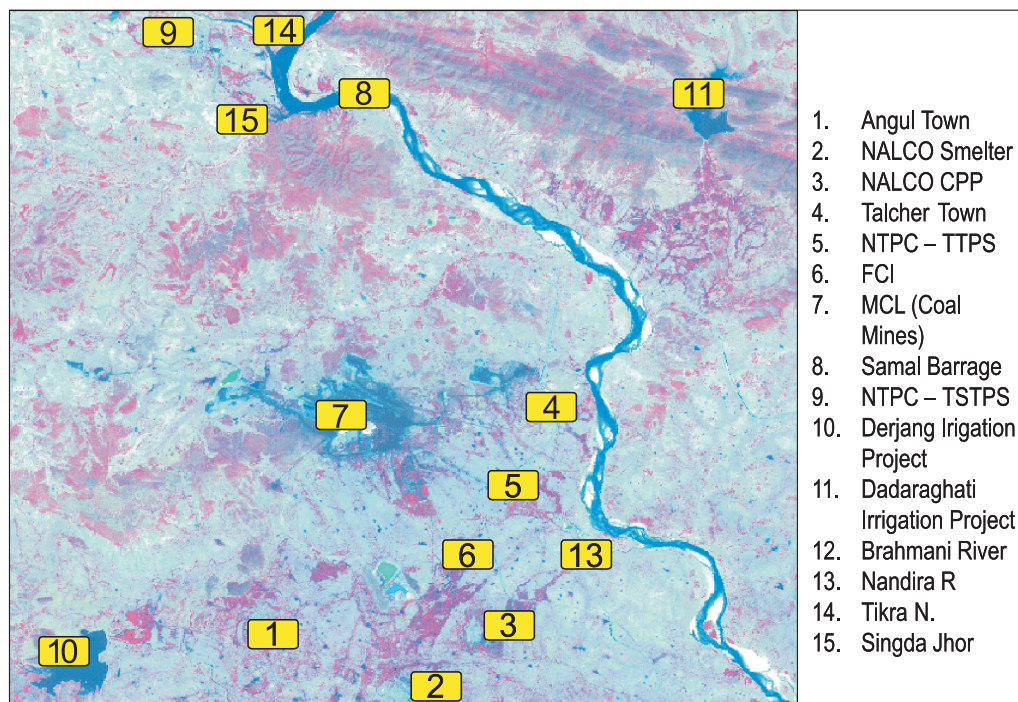 9
14
8
11
15
7
4
5
6
13
1
3
10
2
1. Angul Town
2. NALCO Smelter
3. NALCO CPP
4. Talcher Town
5. NTPC – TTPS
6. FCI
7. MCL (Coal
Mines)
8. Samal Barrage
9. NTPC – TSTPS
10. Derjang Irigation
Project
11. Dadaraghati
Irrigation Project
12. Brahmani River
13. Nandira R
14. Tikra N.
15. Singda Jhor